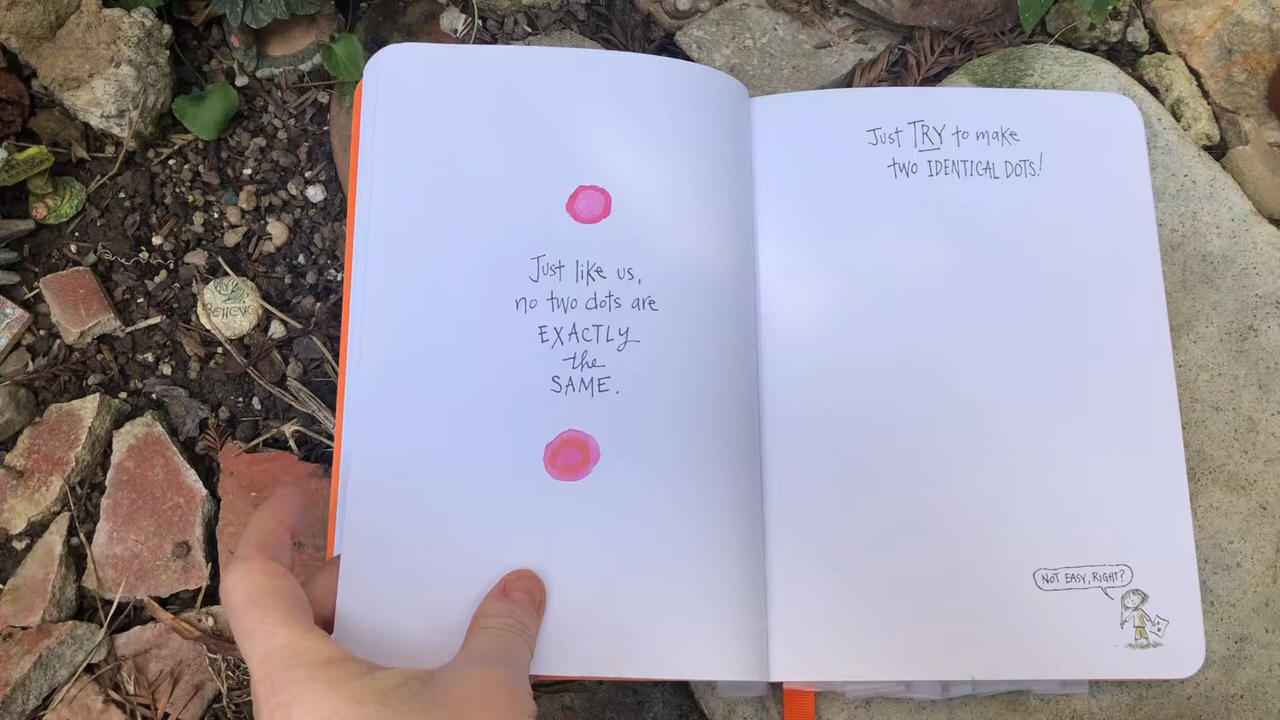 Just like us,
no two dots are
EXACTLY
the
SAME.
Just TRY to make
two IDENTICAL DOTS!
NOT EASY, RIGHT?
BELIEVE